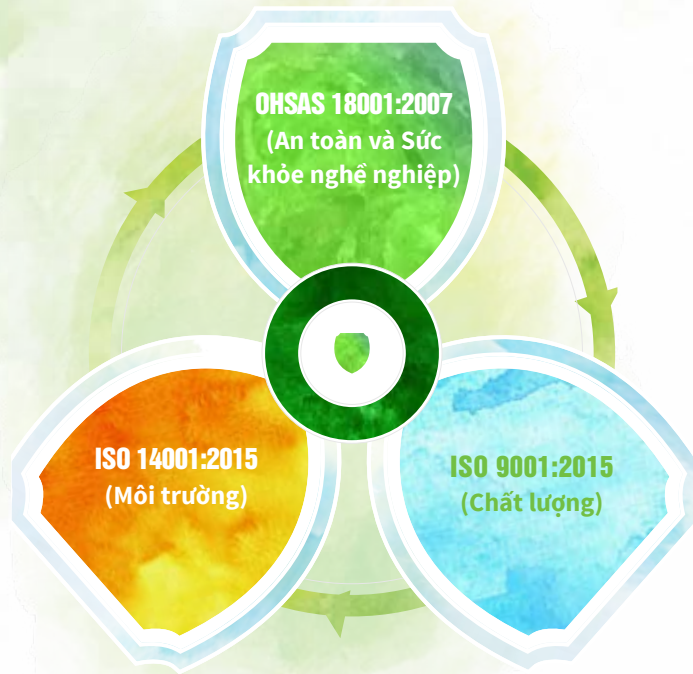 OHSAS 18001:2007
(An toàn và Sức
khỏe nghề nghiệp)
ISO 14001:2015
(Môi trường)
ISO 9001:2015
(Chất lượng)